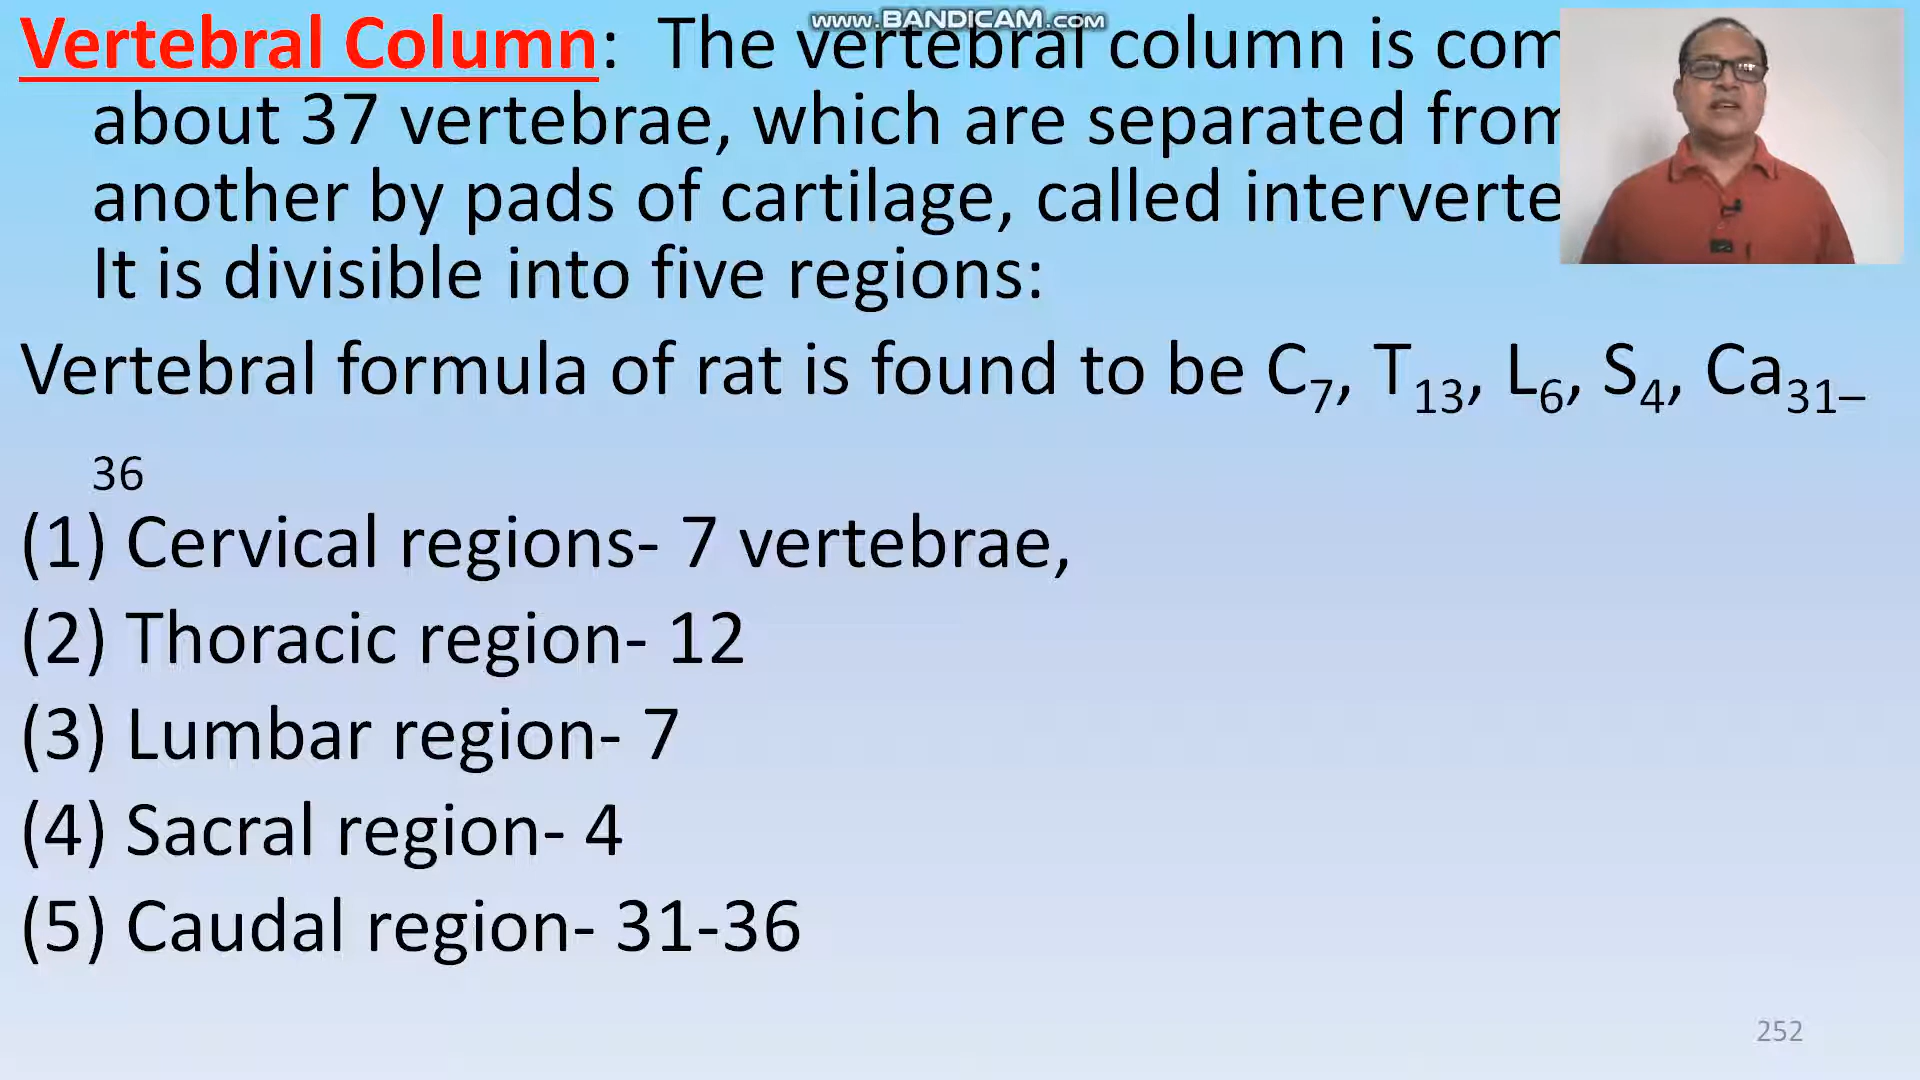 www.BANDICAM.com
Vertebral Column: The vertebral column is com
about 37 vertebrae, which are separated from
another by pads of cartilage, called interverte
It is divisible into five regions:
Vertebral formula of rat is found to be C7, T13, L6, S4, Ca31–
36
(1) Cervical regions- 7 vertebrae,
(2) Thoracic region- 12
(3) Lumbar region- 7
(4) Sacral region- 4
(5) Caudal region- 31-36
252